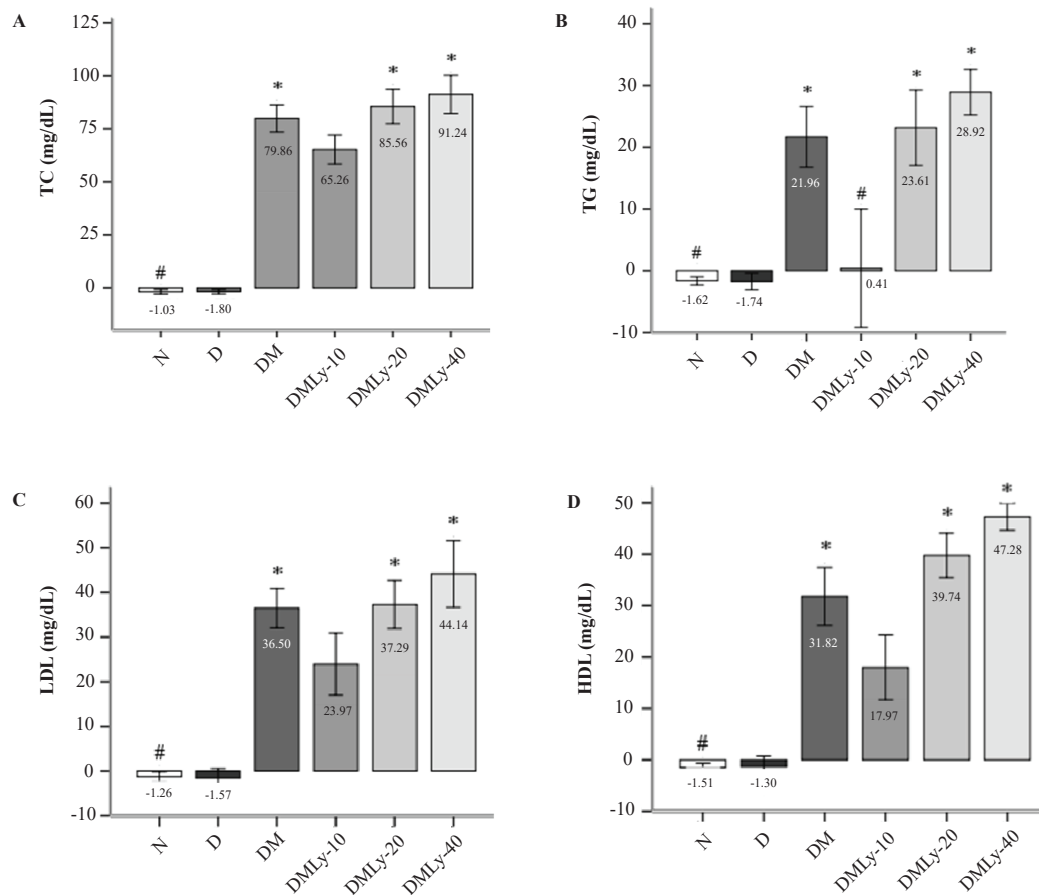 A
TC (mg/dL)
125
100
75
50
25
0
#
*
*
*
79.86
65.26
85.56
91.24
-1.03
-1.80
N
D
DM
DMLy-10
DMLy-20
DMLy-40
B
TG (mg/dL)
40
30
20
10
0
-10
#
*
#
*
*
21.96
0.41
23.61
28.92
-1.62
-1.74
N
D
DM
DMLy-10
DMLy-20
DMLy-40
C
LDL (mg/dL)
60
50
40
30
20
10
0
-10
#
*
*
*
36.50
23.97
37.29
44.14
-1.26
-1.57
N
D
DM
DMLy-10
DMLy-20
DMLy-40
D
HDL (mg/dL)
50
40
30
20
10
0
-10
#
*
*
*
31.82
17.97
39.74
47.28
-1.51
-1.30
N
D
DM
DMLy-10
DMLy-20
DMLy-40